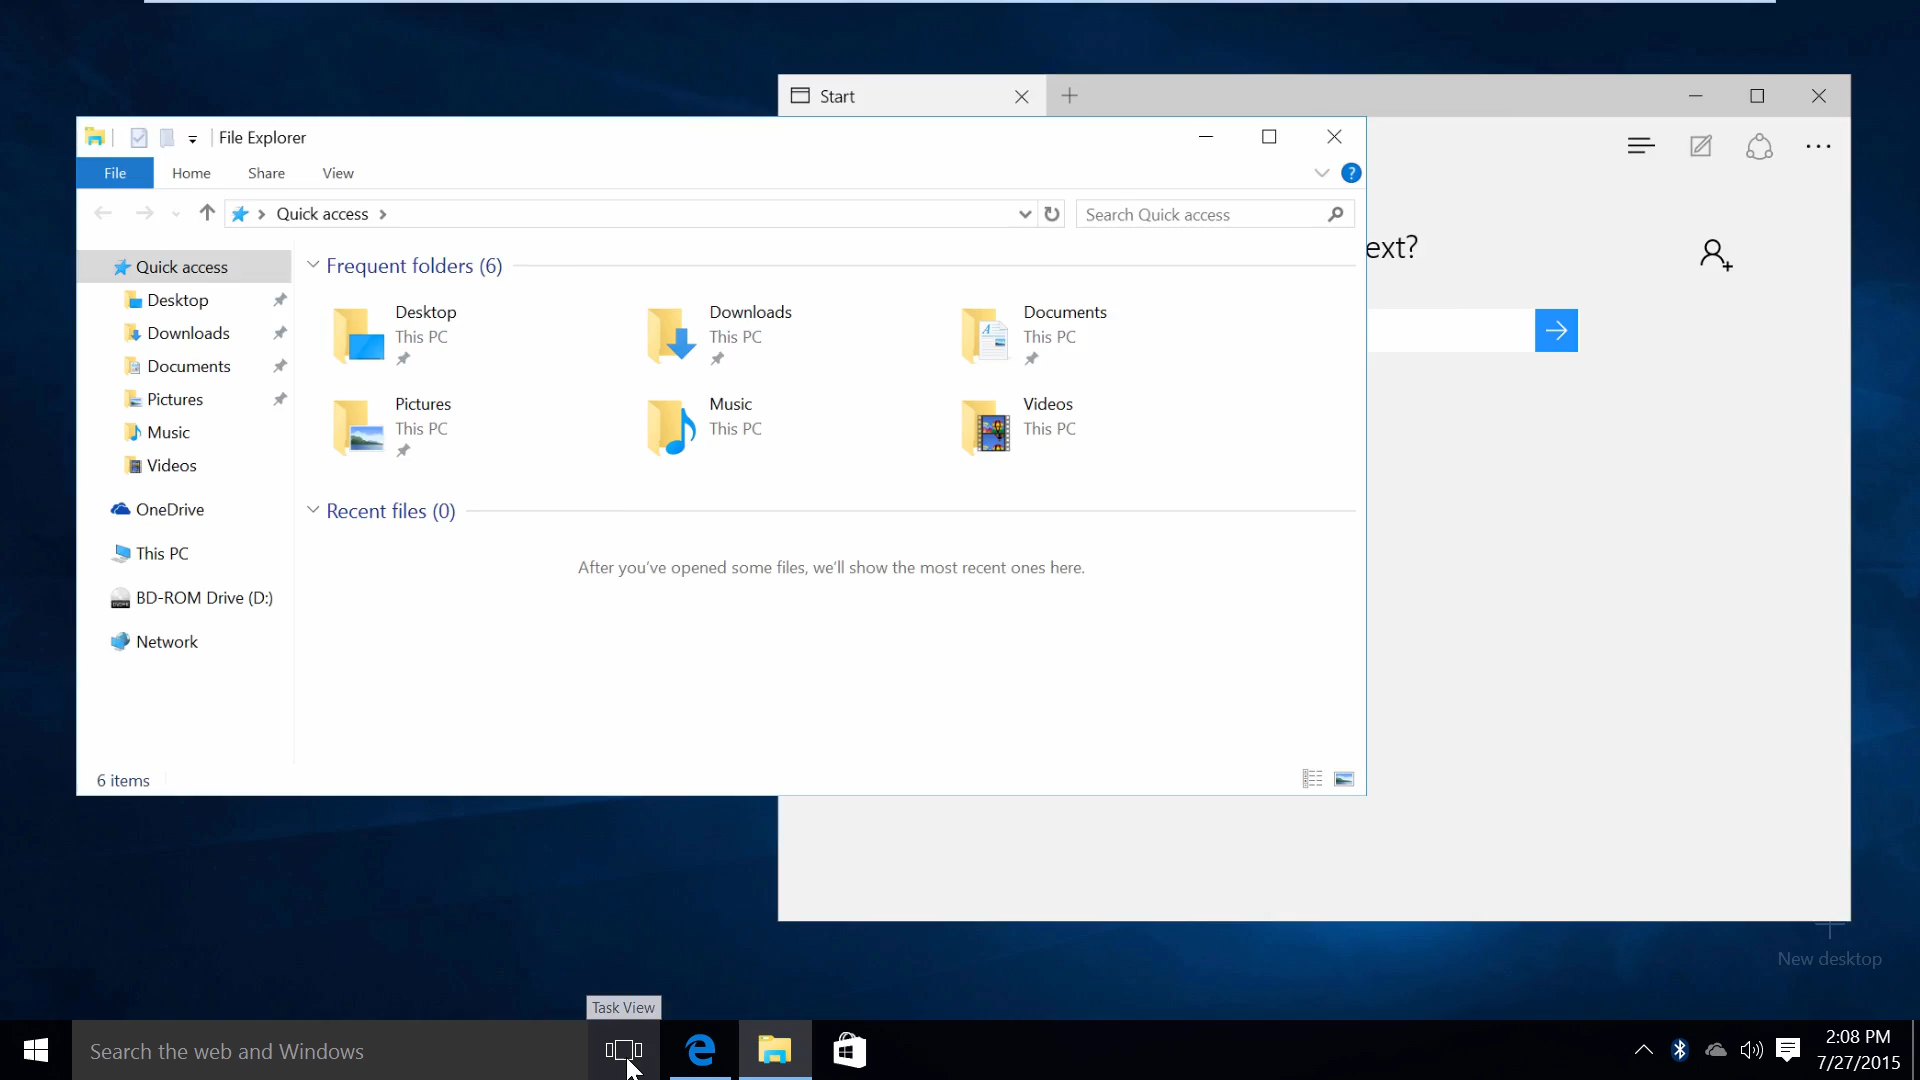 Start
File Explorer
File Home Share View
?
Quick access
Search Quick access
ext?
Quick access
Desktop
Downloads
Documents
Pictures
Music
Videos
OneDrive
This PC
BD-ROM Drive (D:)
Network
Frequent folders (6)
Desktop
This PC
Downloads
This PC
Documents
This PC
Pictures
This PC
Music
This PC
Videos
This PC
Recent files (0)
After you've opened some files, we'll show the most recent ones here.
6 items
New desktop
Task View
Search the web and Windows
2:08 PM
7/27/2015